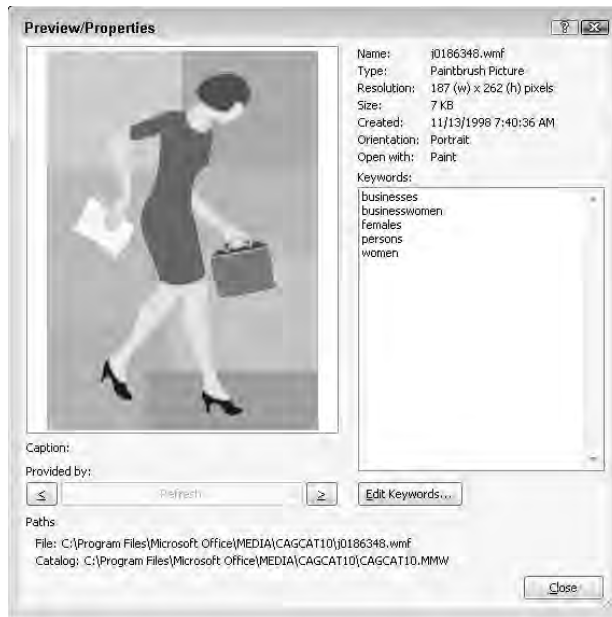 Preview/Properties
Name: j0186348.wmf
Type: Paintbrush Picture
Resolution: 187 (w) x 262 (h) pixels
Size: 7 KB
Created: 11/13/1998 7:40:36 AM
Orientation: Portrait
Open with: Paint
Keywords:
businesses
businesswomen
females
persons
women
Caption:
Provided by:
< Refresh >
Edit Keywords...
Paths
File: C:\Program Files\Microsoft Office\MEDIA\CAGCAT10\j0186348.wmf
Catalog: C:\Program Files\Microsoft Office\MEDIA\CAGCAT10\CAGCAT10.MMW
Close